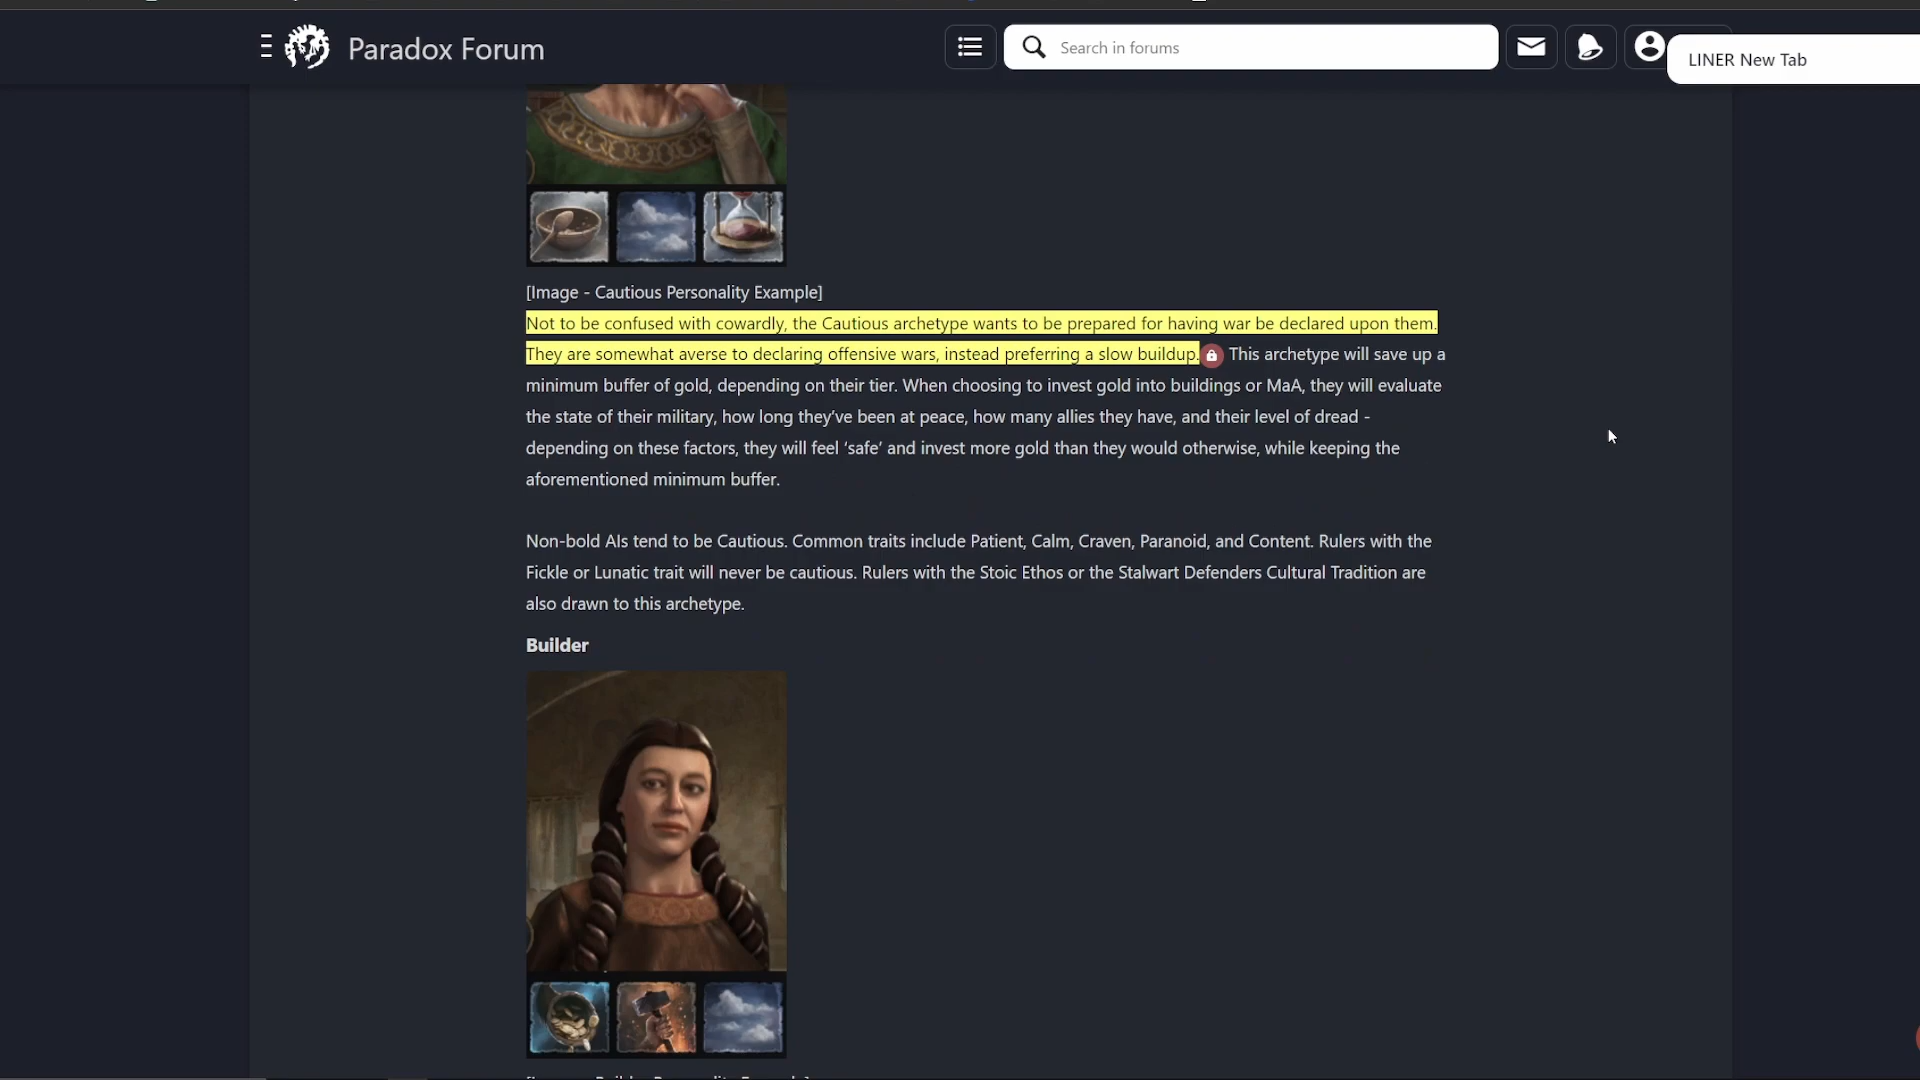 Paradox Forum
Search in forums
LINER New Tab
[Image - Cautious Personality Example]
Not to be confused with cowardly, the Cautious archetype wants to be prepared for having war be declared upon them.
They are somewhat averse to declaring offensive wars, instead preferring a slow buildup. This archetype will save up a
minimum buffer of gold, depending on their tier. When choosing to invest gold into buildings or MaA, they will evaluate
the state of their military, how long they’ve been at peace, how many allies they have, and their level of dread -
depending on these factors, they will feel ‘safe’ and invest more gold than they would otherwise, while keeping the
aforementioned minimum buffer.
Non-bold AIs tend to be Cautious. Common traits include Patient, Calm, Craven, Paranoid, and Content. Rulers with the
Fickle or Lunatic trait will never be cautious. Rulers with the Stoic Ethos or the Stalwart Defenders Cultural Tradition are
also drawn to this archetype.
Builder